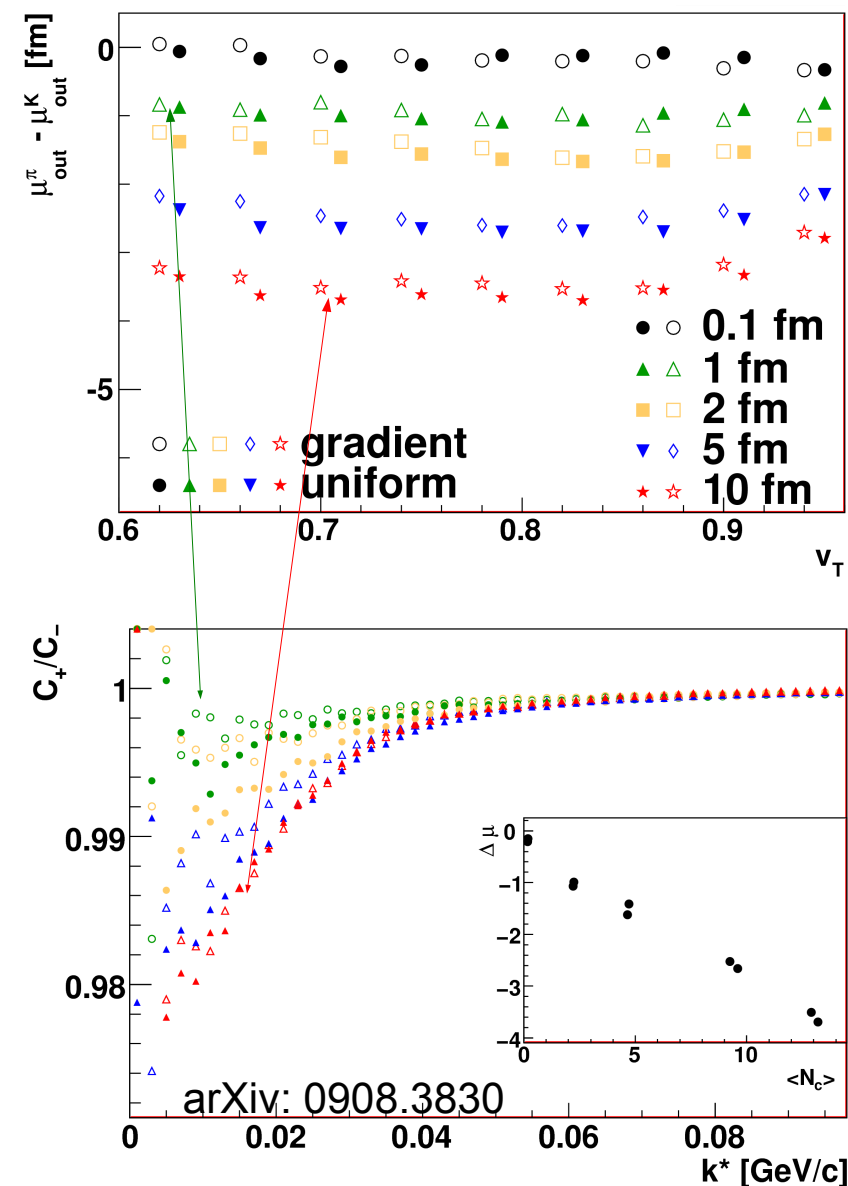 μ^π_out - μ^K_out [fm]
0
-5
0.1 fm
1 fm
2 fm
5 fm
10 fm
gradient
uniform
0.6 0.7 0.8 0.9
v_T
C_+/C_-
1
0.99
0.98
Δ μ
0
-1
-2
-3
-4
0 5 10
<N_c>
arXiv: 0908.3830
0 0.02 0.04 0.06 0.08
k* [GeV/c]